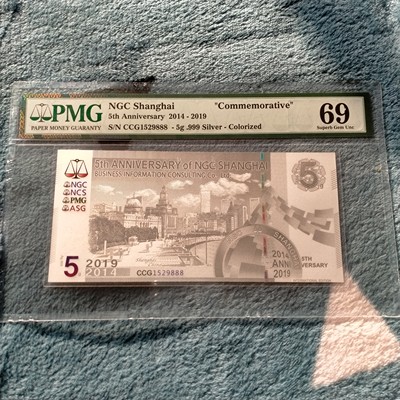 PMG
PAPER MONEY GUARANTY
NGC Shanghai "Commemorative"
5th Anniversary 2014 - 2019
S/N CCG1529888 - 5g .999 Silver - Colorized
69
Superb Gem Unc
5th ANNIVERSARY of NGC SHANGHAI
BUSINESS INFORMATION CONSULTING
NGC
NCS
PMG
ASG
5
5 2019
2014
CCG1529888
SHANGHAI
2014 5TH
ANNIVERSARY
2019